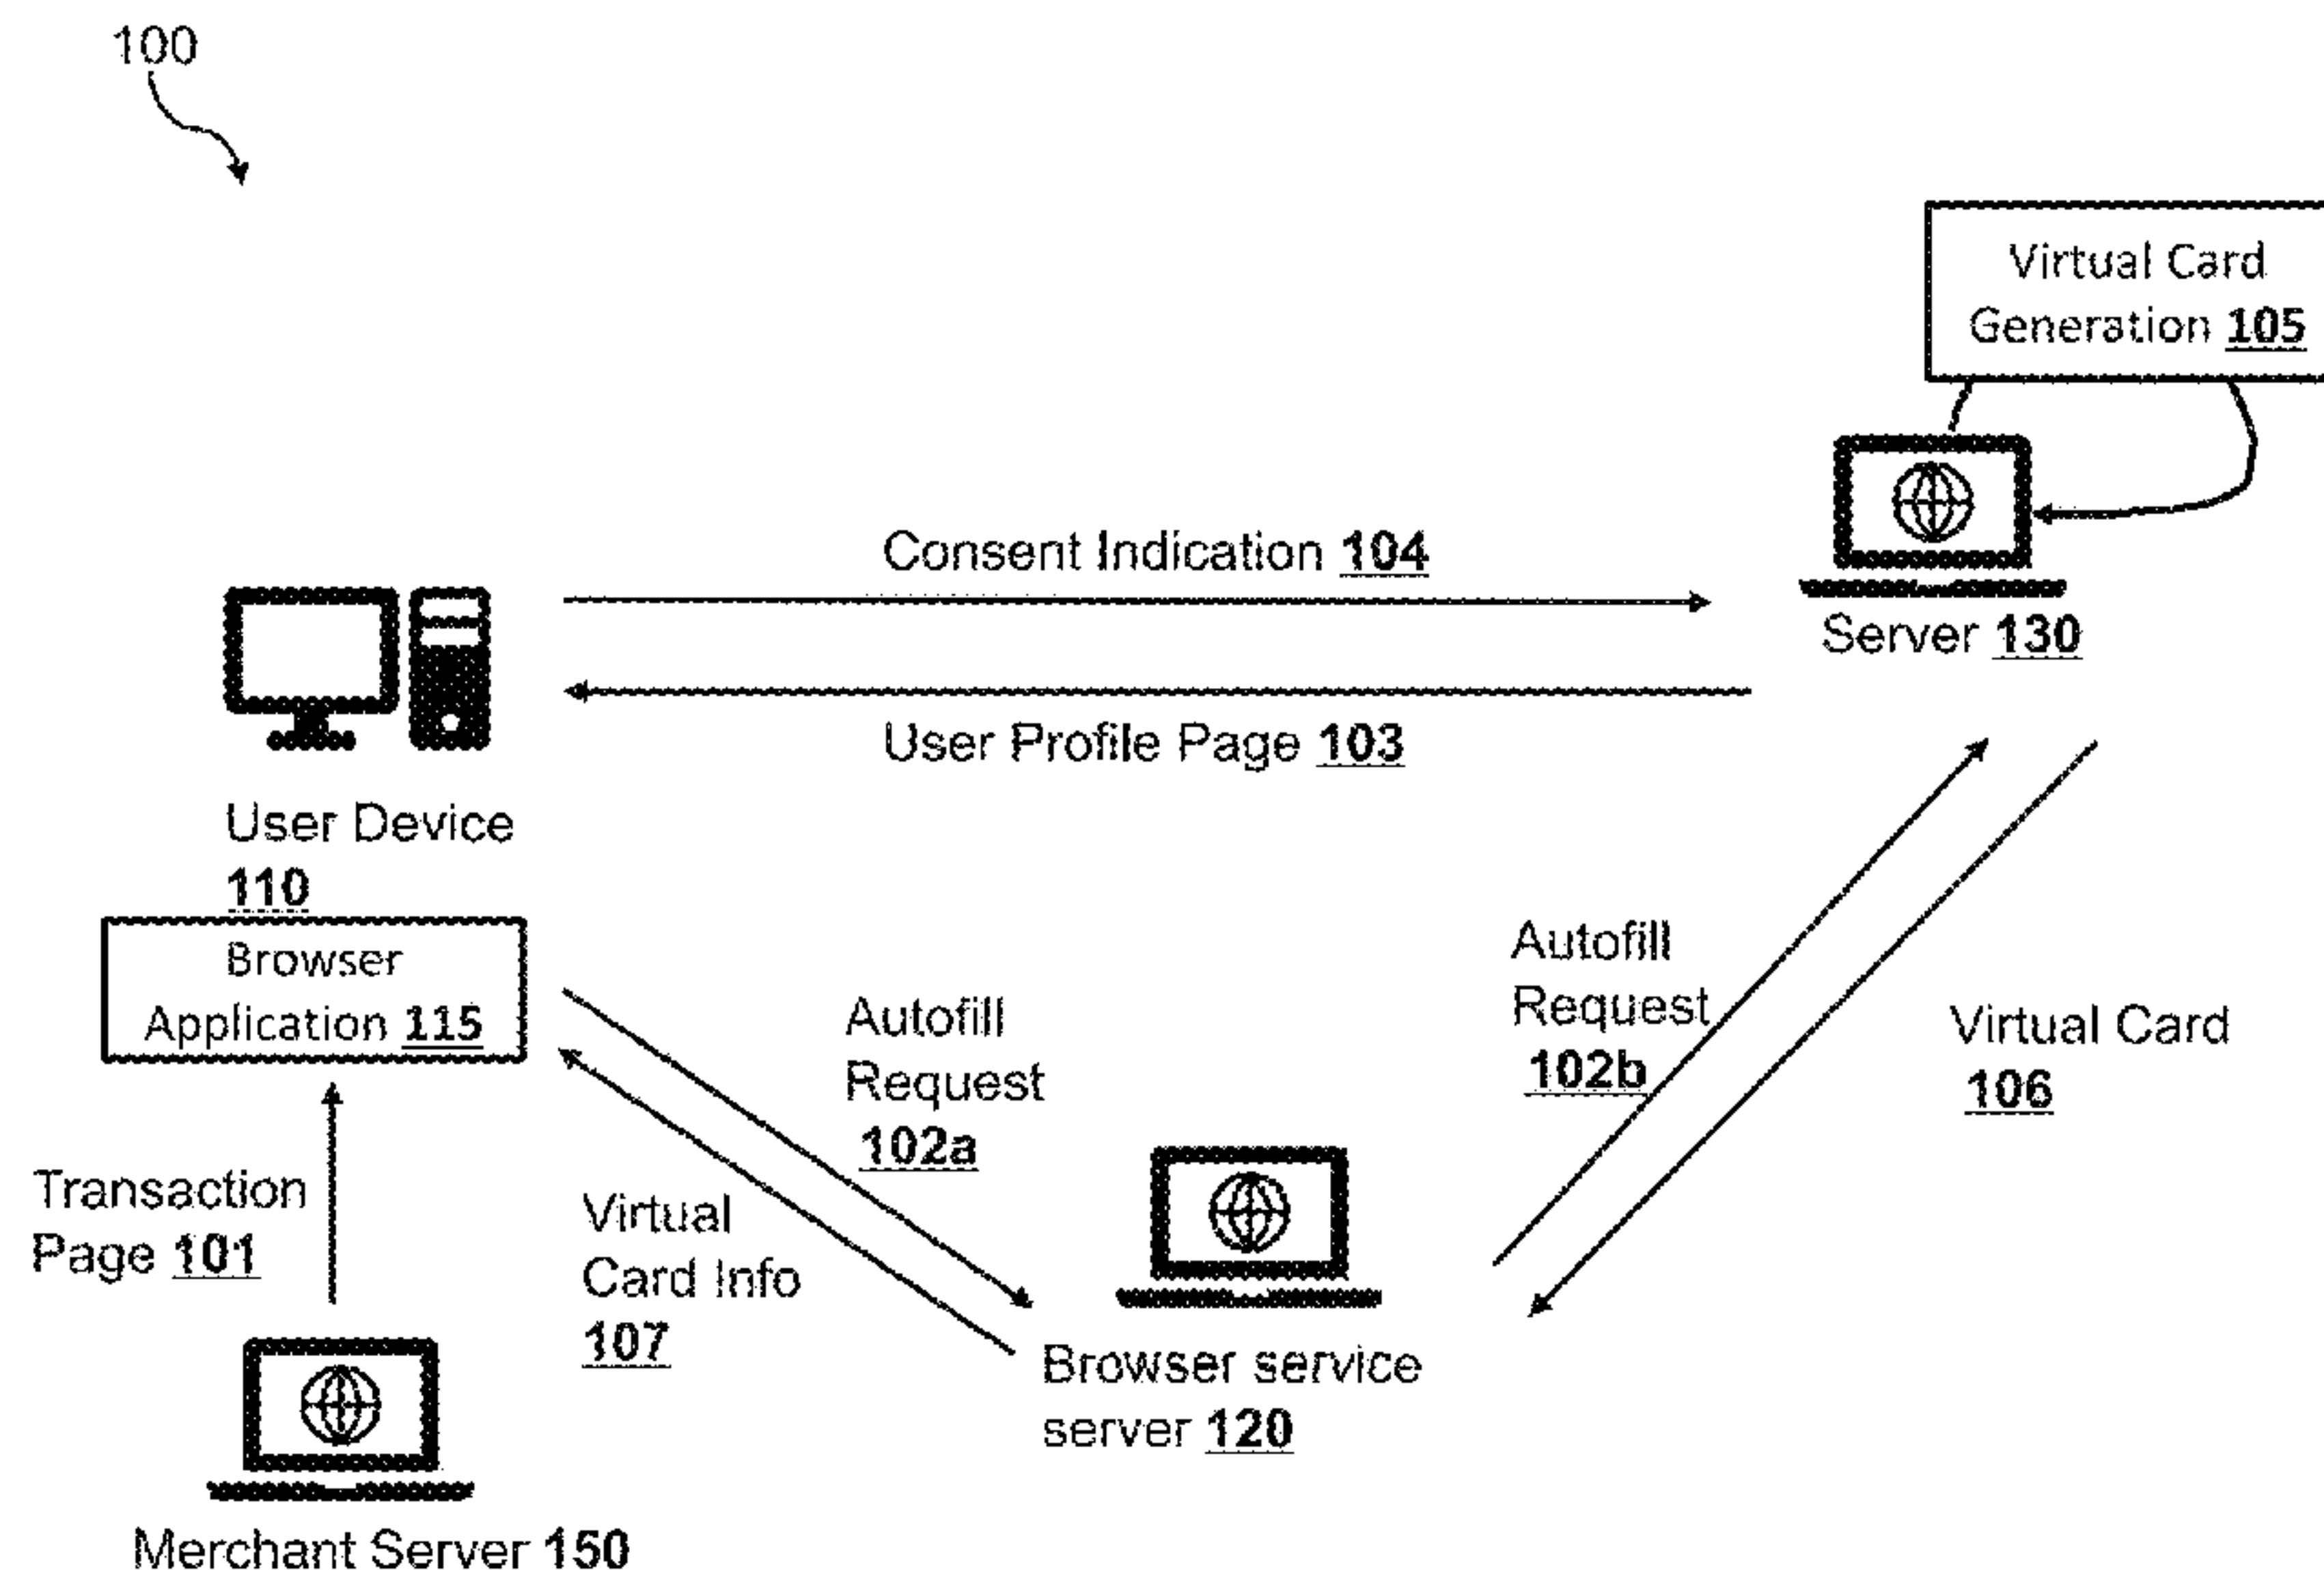 100
Virtual Card
Generation 105
Consent Indication 104
Server 130
User Profile Page 103
User Device
110
Browser
Application 115
Autofill
Request
102a
Autofill
Request
102b
Virtual Card
106
Transaction
Page 101
Virtual
Card Info
107
Browser service
server 120
Merchant Server 150